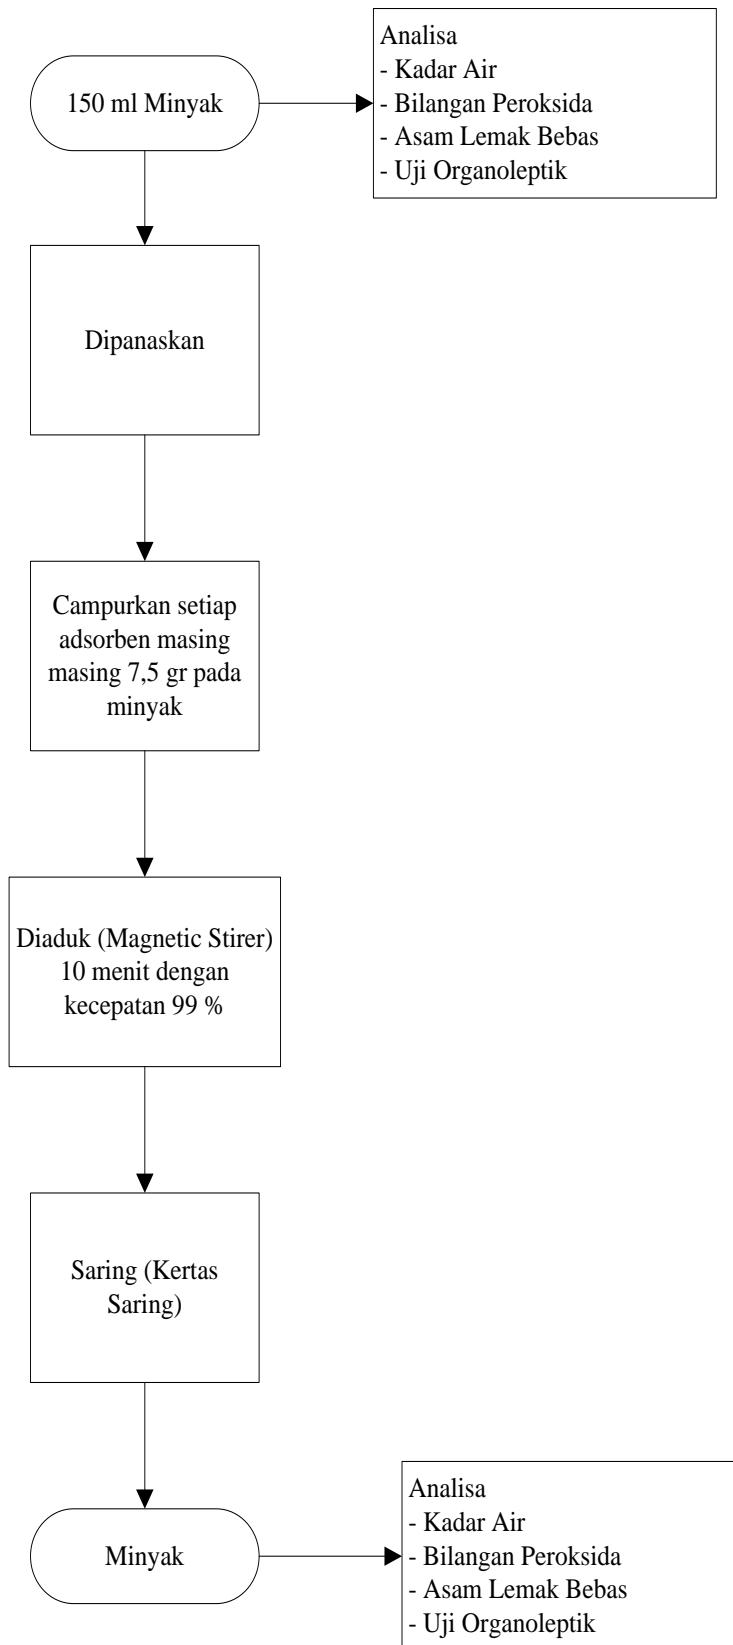 150 ml Minyak
Analisa
- Kadar Air
- Bilangan Peroksida
- Asam Lemak Bebas
- Uji Organoleptik
Dipanaskan
Campurkan setiap
adsorben masing
masing 7,5 gr pada
minyak
Diaduk (Magnetic Stirer)
10 menit dengan
kecepatan 99 %
Saring (Kertas
Saring)
Minyak
Analisa
- Kadar Air
- Bilangan Peroksida
- Asam Lemak Bebas
- Uji Organoleptik